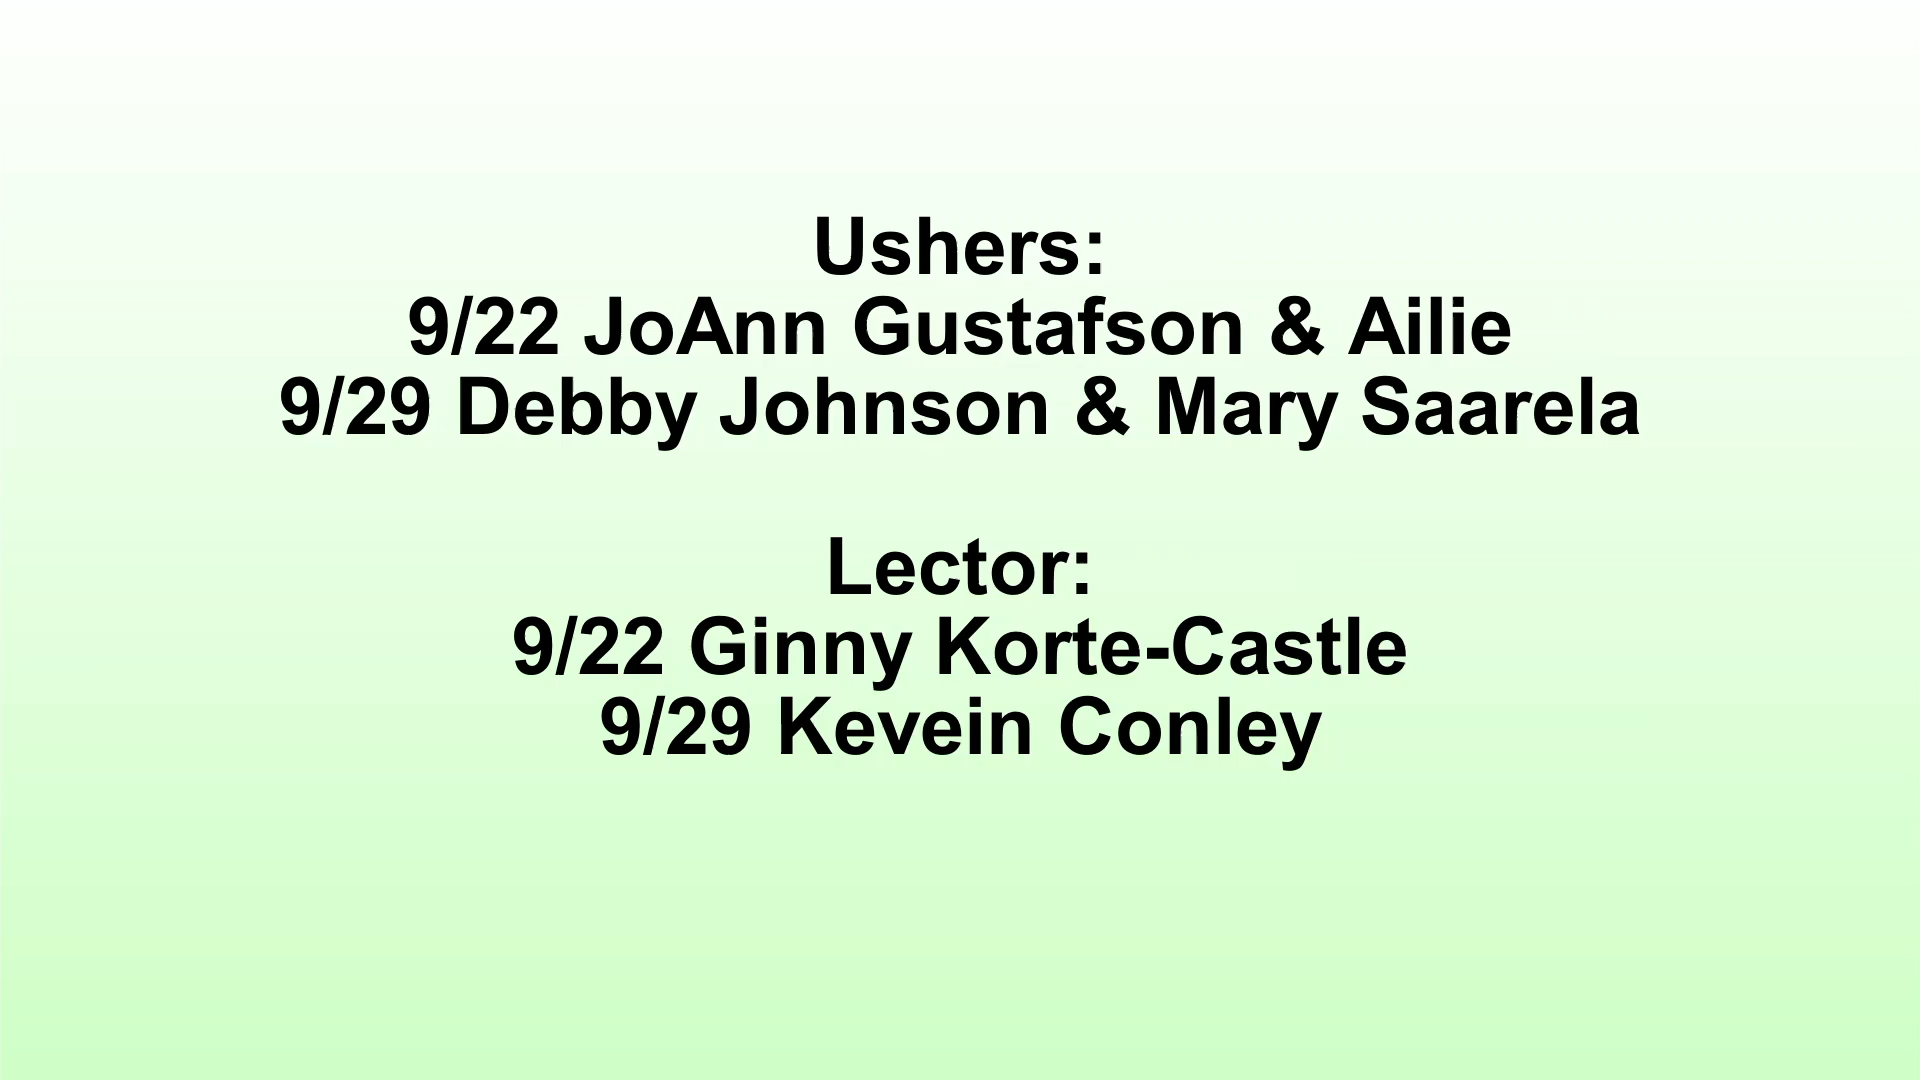 Ushers:
9/22 JoAnn Gustafson & Ailie
9/29 Debby Johnson & Mary Saarela
Lector:
9/22 Ginny Korte-Castle
9/29 Kevein Conley